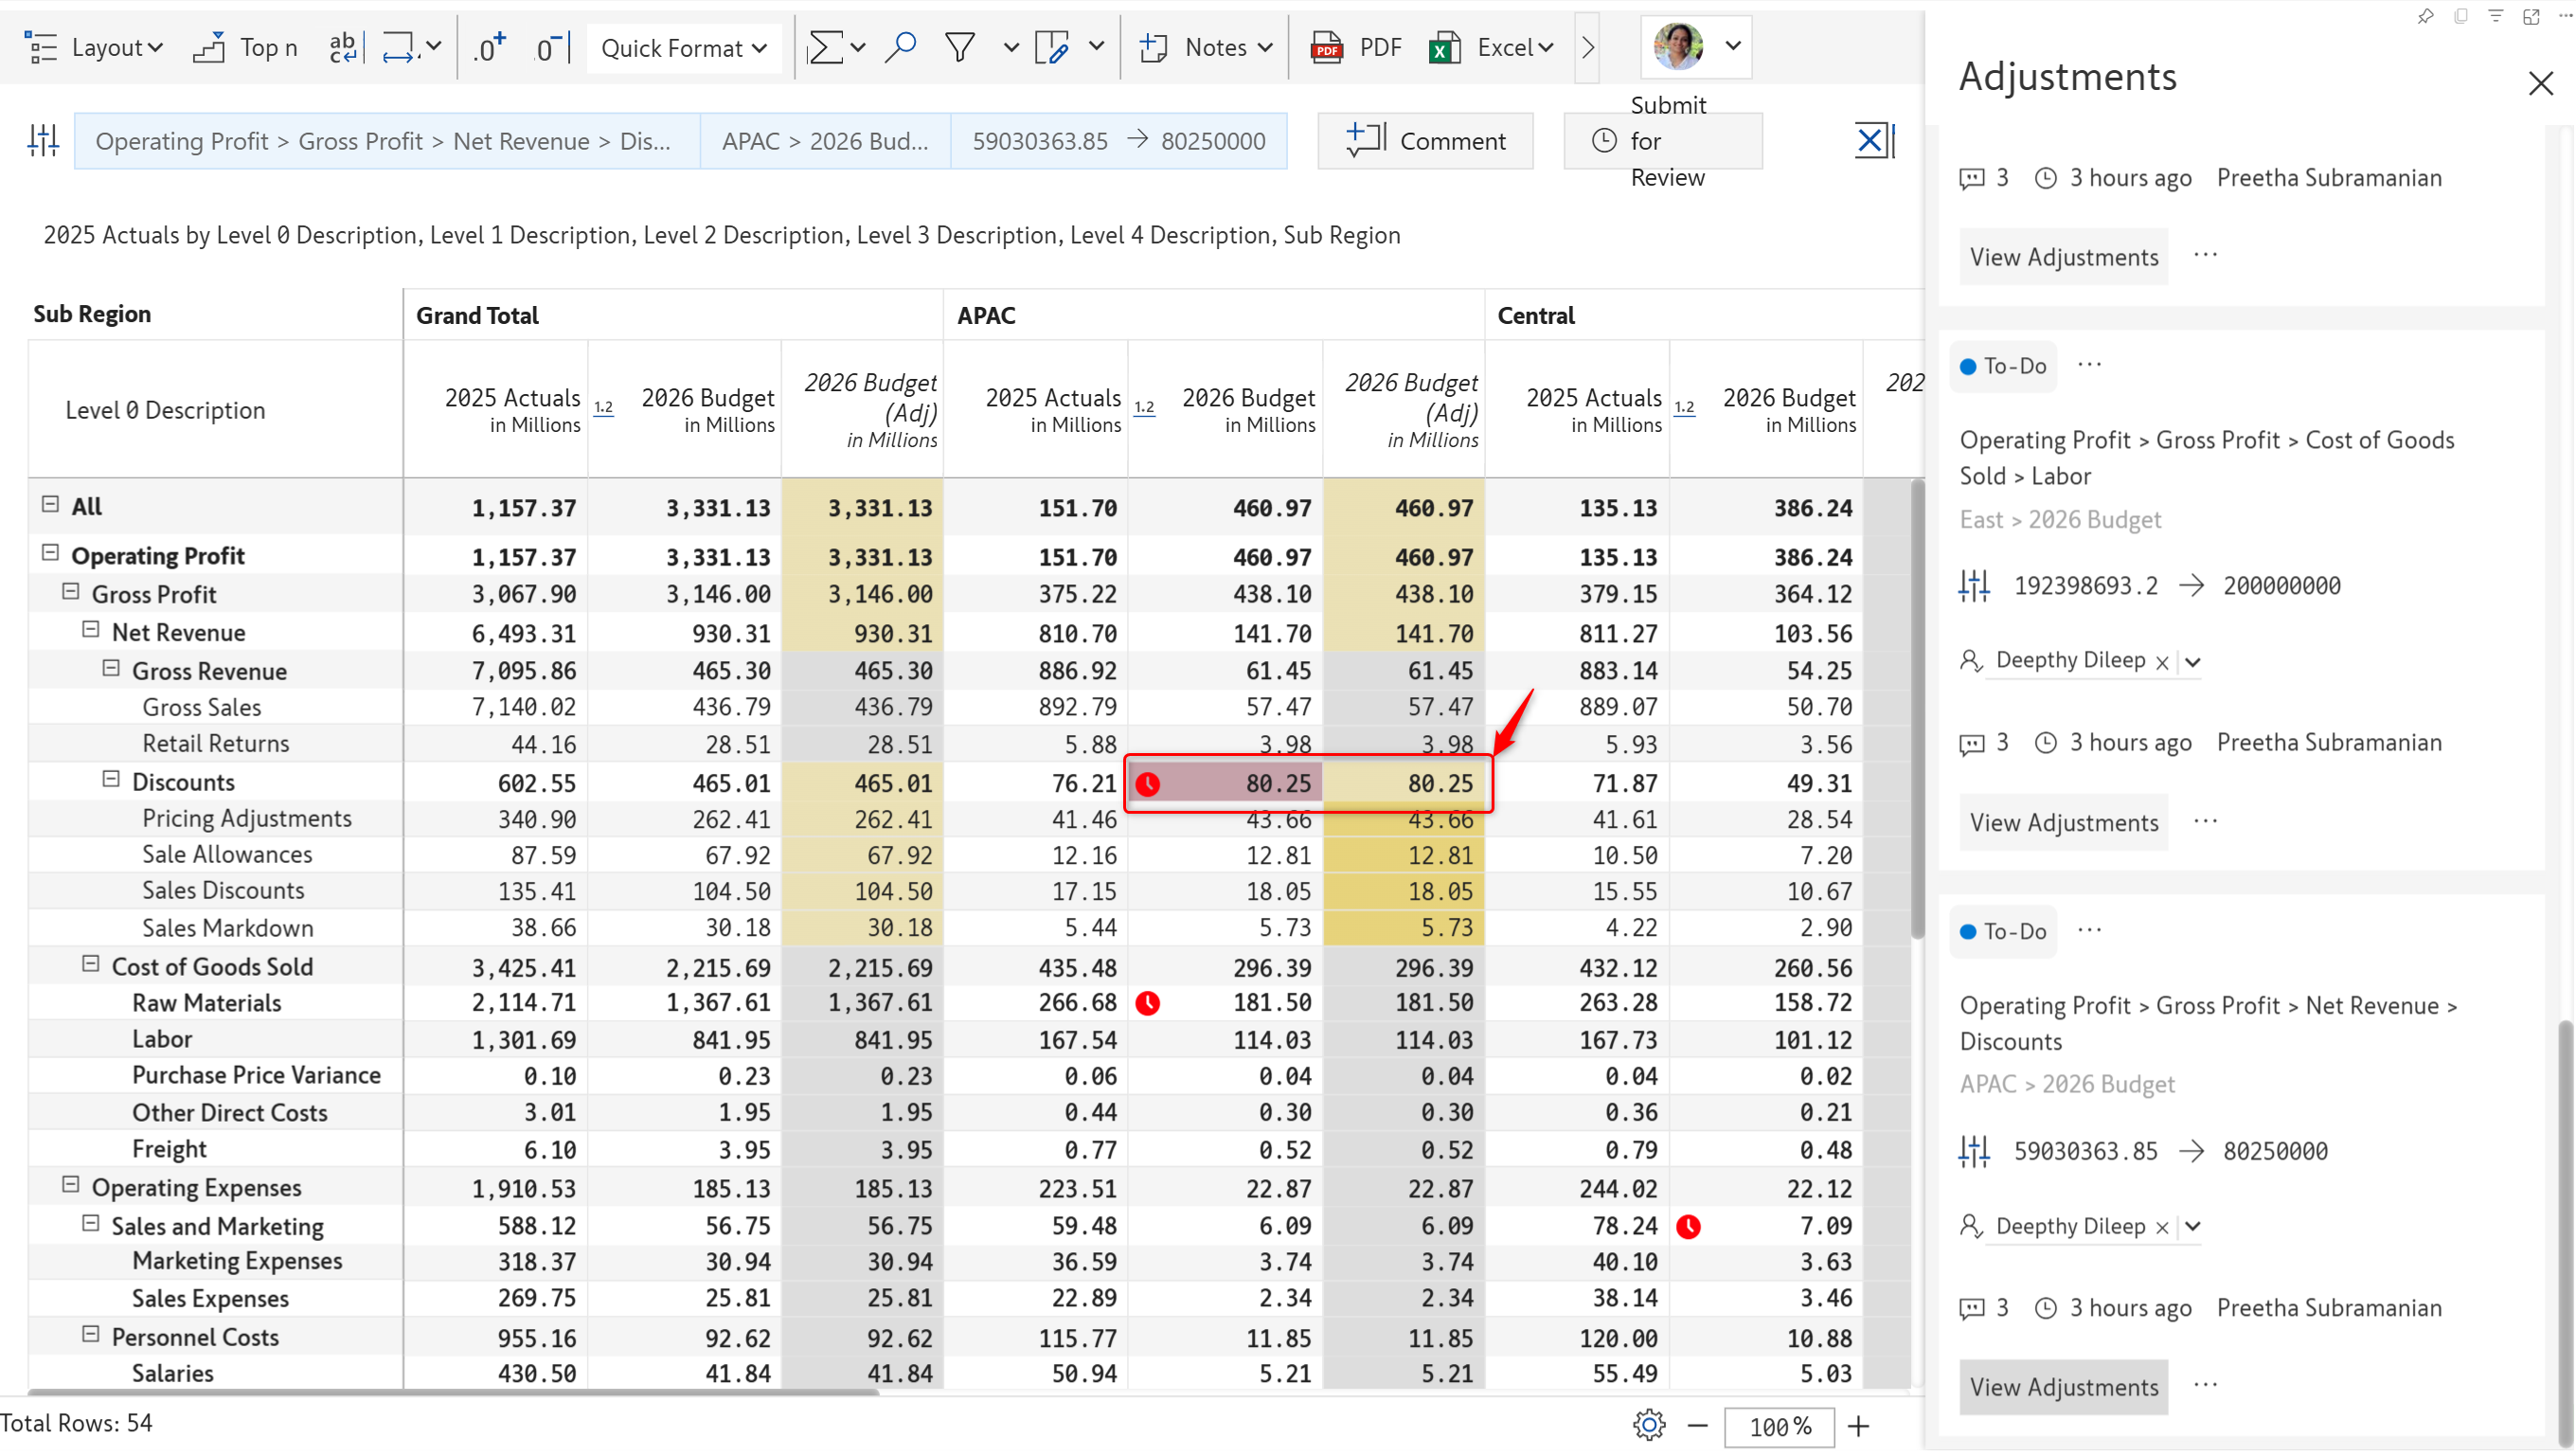 Layout Top n ab .0+ .0- Quick Format Notes PDF PDF Excel
Operating Profit > Gross Profit > Net Revenue > Dis... APAC > 2026 Bud... 59030363.85 → 80250000 Comment Submit for Review
2025 Actuals by Level 0 Description, Level 1 Description, Level 2 Description, Level 3 Description, Level 4 Description, Sub Region
Sub Region Grand Total APAC Central
Level 0 Description 2025 Actuals in Millions 1.2 2026 Budget in Millions 2026 Budget (Adj) in Millions 2025 Actuals in Millions 1.2 2026 Budget in Millions 2026 Budget (Adj) in Millions 2025 Actuals in Millions 1.2 2026 Budget in Millions 202
All 1,157.37 3,331.13 3,331.13 151.70 460.97 460.97 135.13 386.24
Operating Profit 1,157.37 3,331.13 3,331.13 151.70 460.97 460.97 135.13 386.24
Gross Profit 3,067.90 3,146.00 3,146.00 375.22 438.10 438.10 379.15 364.12
Net Revenue 6,493.31 930.31 930.31 810.70 141.70 141.70 811.27 103.56
Gross Revenue 7,095.86 465.30 465.30 886.92 61.45 61.45 883.14 54.25
Gross Sales 7,140.02 436.79 436.79 892.79 57.47 57.47 889.07 50.70
Retail Returns 44.16 28.51 28.51 5.88 3.98 3.98 5.93 3.56
Discounts 602.55 465.01 465.01 76.21 80.25 80.25 71.87 49.31
Pricing Adjustments 340.90 262.41 262.41 41.46 43.66 43.66 41.61 28.54
Sale Allowances 87.59 67.92 67.92 12.16 12.81 12.81 10.50 7.20
Sales Discounts 135.41 104.50 104.50 17.15 18.05 18.05 15.55 10.67
Sales Markdown 38.66 30.18 30.18 5.44 5.73 5.73 4.22 2.90
Cost of Goods Sold 3,425.41 2,215.69 2,215.69 435.48 296.39 296.39 432.12 260.56
Raw Materials 2,114.71 1,367.61 1,367.61 266.68 181.50 181.50 263.28 158.72
Labor 1,301.69 841.95 841.95 167.54 114.03 114.03 167.73 101.12
Purchase Price Variance 0.10 0.23 0.23 0.06 0.04 0.04 0.04 0.02
Other Direct Costs 3.01 1.95 1.95 0.44 0.30 0.30 0.36 0.21
Freight 6.10 3.95 3.95 0.77 0.52 0.52 0.79 0.48
Operating Expenses 1,910.53 185.13 185.13 223.51 22.87 22.87 244.02 22.12
Sales and Marketing 588.12 56.75 56.75 59.48 6.09 6.09 78.24 7.09
Marketing Expenses 318.37 30.94 30.94 36.59 3.74 3.74 40.10 3.63
Sales Expenses 269.75 25.81 25.81 22.89 2.34 2.34 38.14 3.46
Personnel Costs 955.16 92.62 92.62 115.77 11.85 11.85 120.00 10.88
Salaries 430.50 41.84 41.84 50.94 5.21 5.21 55.49 5.03
Total Rows: 54 100 %
Adjustments
3 3 hours ago Preetha Subramanian
View Adjustments ...
To-Do ...
Operating Profit > Gross Profit > Cost of Goods
Sold > Labor
East > 2026 Budget
192398693.2 → 200000000
Deepthy Dileep
3 3 hours ago Preetha Subramanian
View Adjustments ...
To-Do ...
Operating Profit > Gross Profit > Net Revenue >
Discounts
APAC > 2026 Budget
59030363.85 → 80250000
Deepthy Dileep
3 3 hours ago Preetha Subramanian
View Adjustments ...